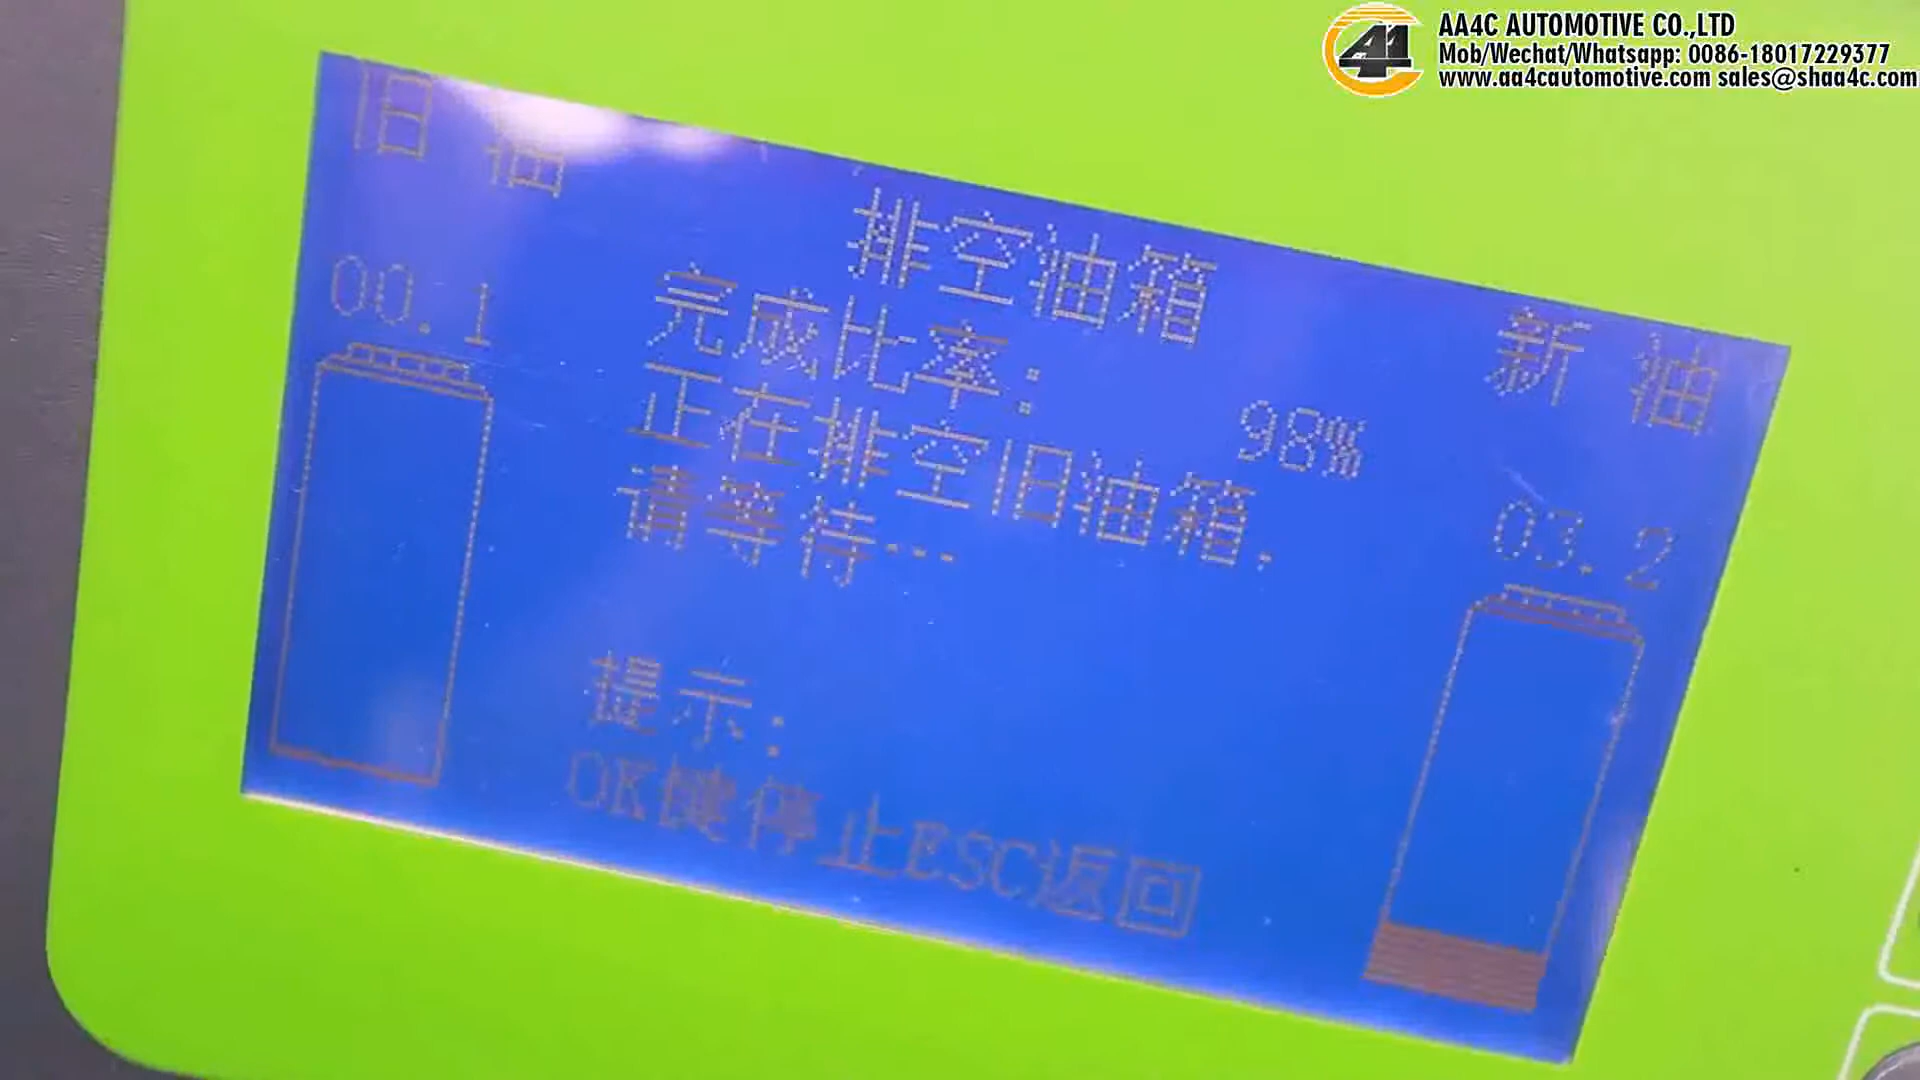 AA4C AUTOMOTIVE CO.,LTD
Mob/Wechat/Whatsapp: 0086-18017229377
www.aa4cautomotive.com sales@shaa4c.com
旧 油
排空油箱
00.1
完成比率:
98%
新 油
正在排空旧油箱,
请等待…
03.2
提示:
OK键停止ESC返回